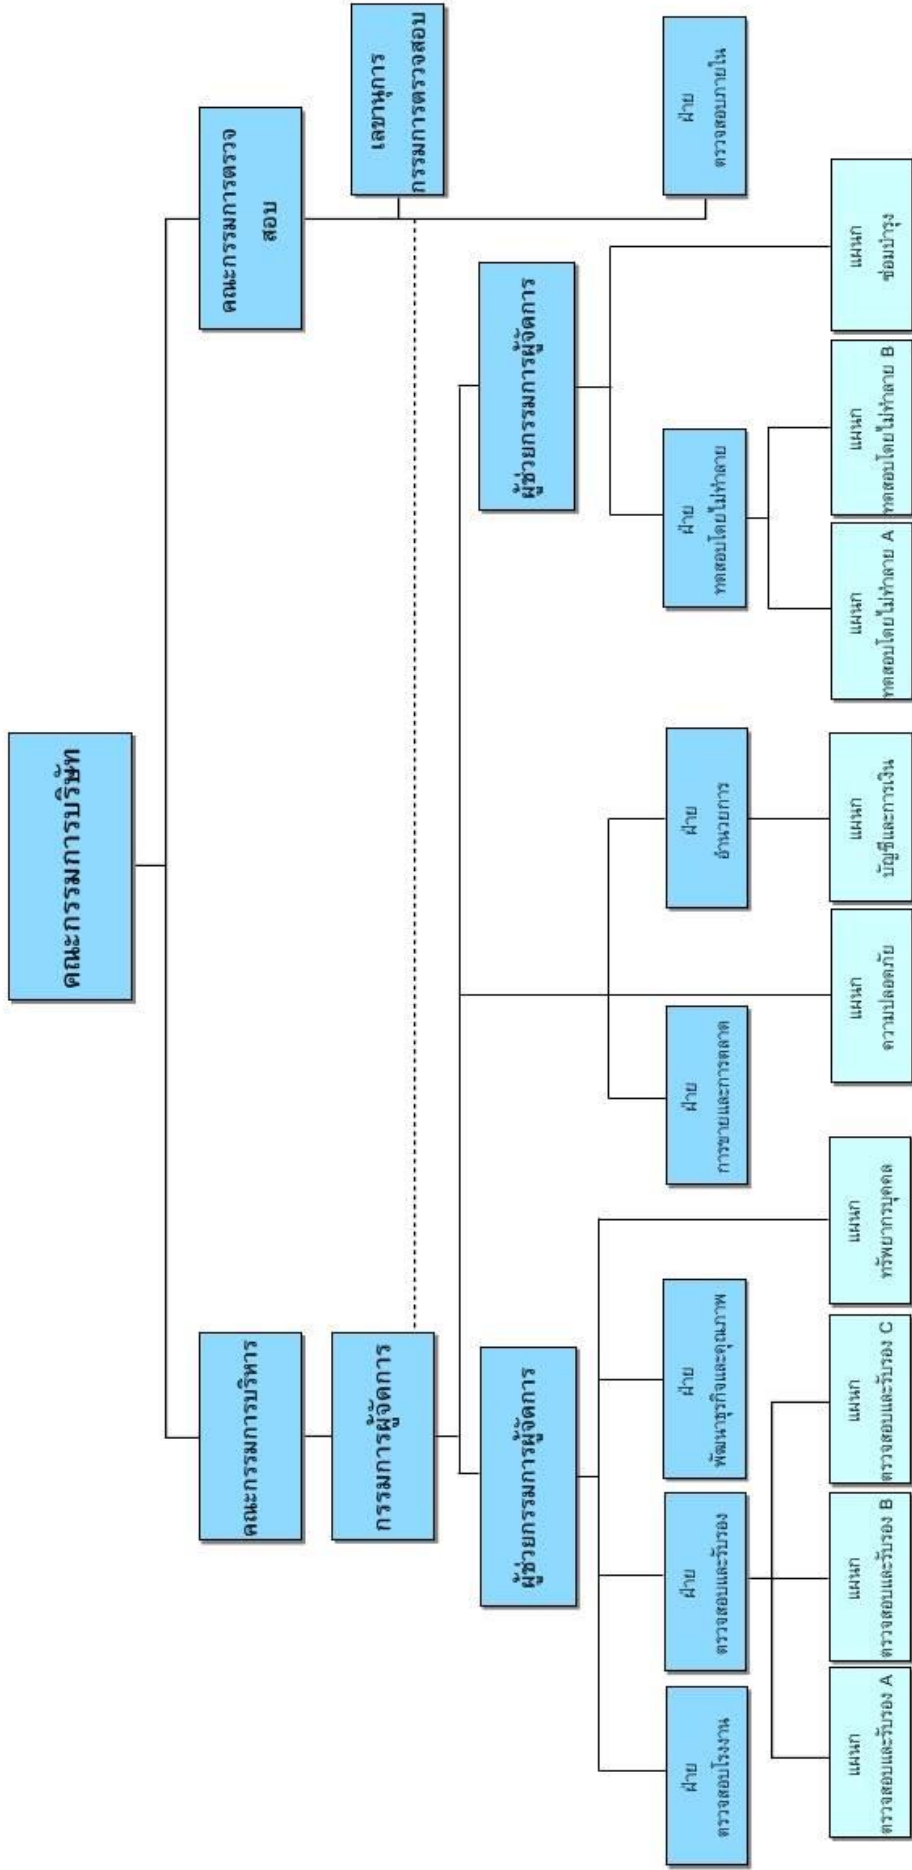 คณะกรรมการบริษัท
คณะกรรมการบริหาร
คณะกรรมการตรวจ
สอบ
กรรมการผู้จัดการ
เลขานุการ
กรรมการตรวจสอบ
ผู้ช่วยกรรมการผู้จัดการ
ผู้ช่วยกรรมการผู้จัดการ
ฝ่าย
ตรวจสอบโรงงาน
ฝ่าย
ตรวจสอบและรับรอง
ฝ่าย
พัฒนาธุรกิจและคุณภาพ
ฝ่าย
การขายและการตลาด
ฝ่าย
อำนวยการ
ฝ่าย
ทดสอบโดยไม่ทำลาย
ฝ่าย
ตรวจสอบภายใน
แผนก
ตรวจสอบและรับรอง A
แผนก
ตรวจสอบและรับรอง B
แผนก
ตรวจสอบและรับรอง C
แผนก
ทรัพยากรบุคคล
แผนก
ความปลอดภัย
แผนก
บัญชีและการเงิน
แผนก
ทดสอบโดยไม่ทำลาย A
แผนก
ทดสอบโดยไม่ทำลาย B
แผนก
ซ่อมบำรุง